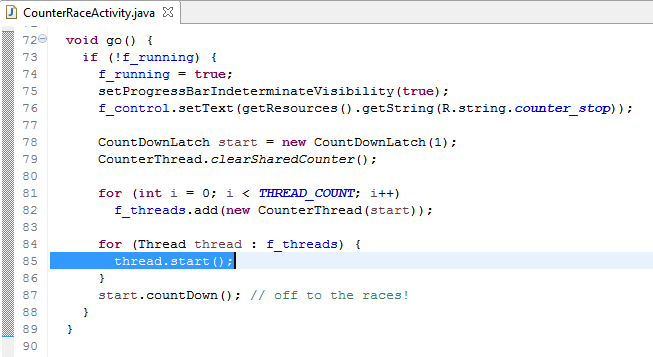 CounterRaceActivity.java
72 void go() {
73 if (!f_running) {
74 f_running = true;
75 setProgressBarIndeterminateVisibility(true);
76 f_control.setText(getResources().getString(R.string.counter_stop));
77
78 CountDownLatch start = new CountDownLatch(1);
79 CounterThread.clearSharedCounter();
80
81 for (int i = 0; i < THREAD_COUNT; i++)
82 f_threads.add(new CounterThread(start));
83
84 for (Thread thread : f_threads) {
85 thread.start();
86 }
87 start.countDown(); // off to the races!
88 }
89 }
90